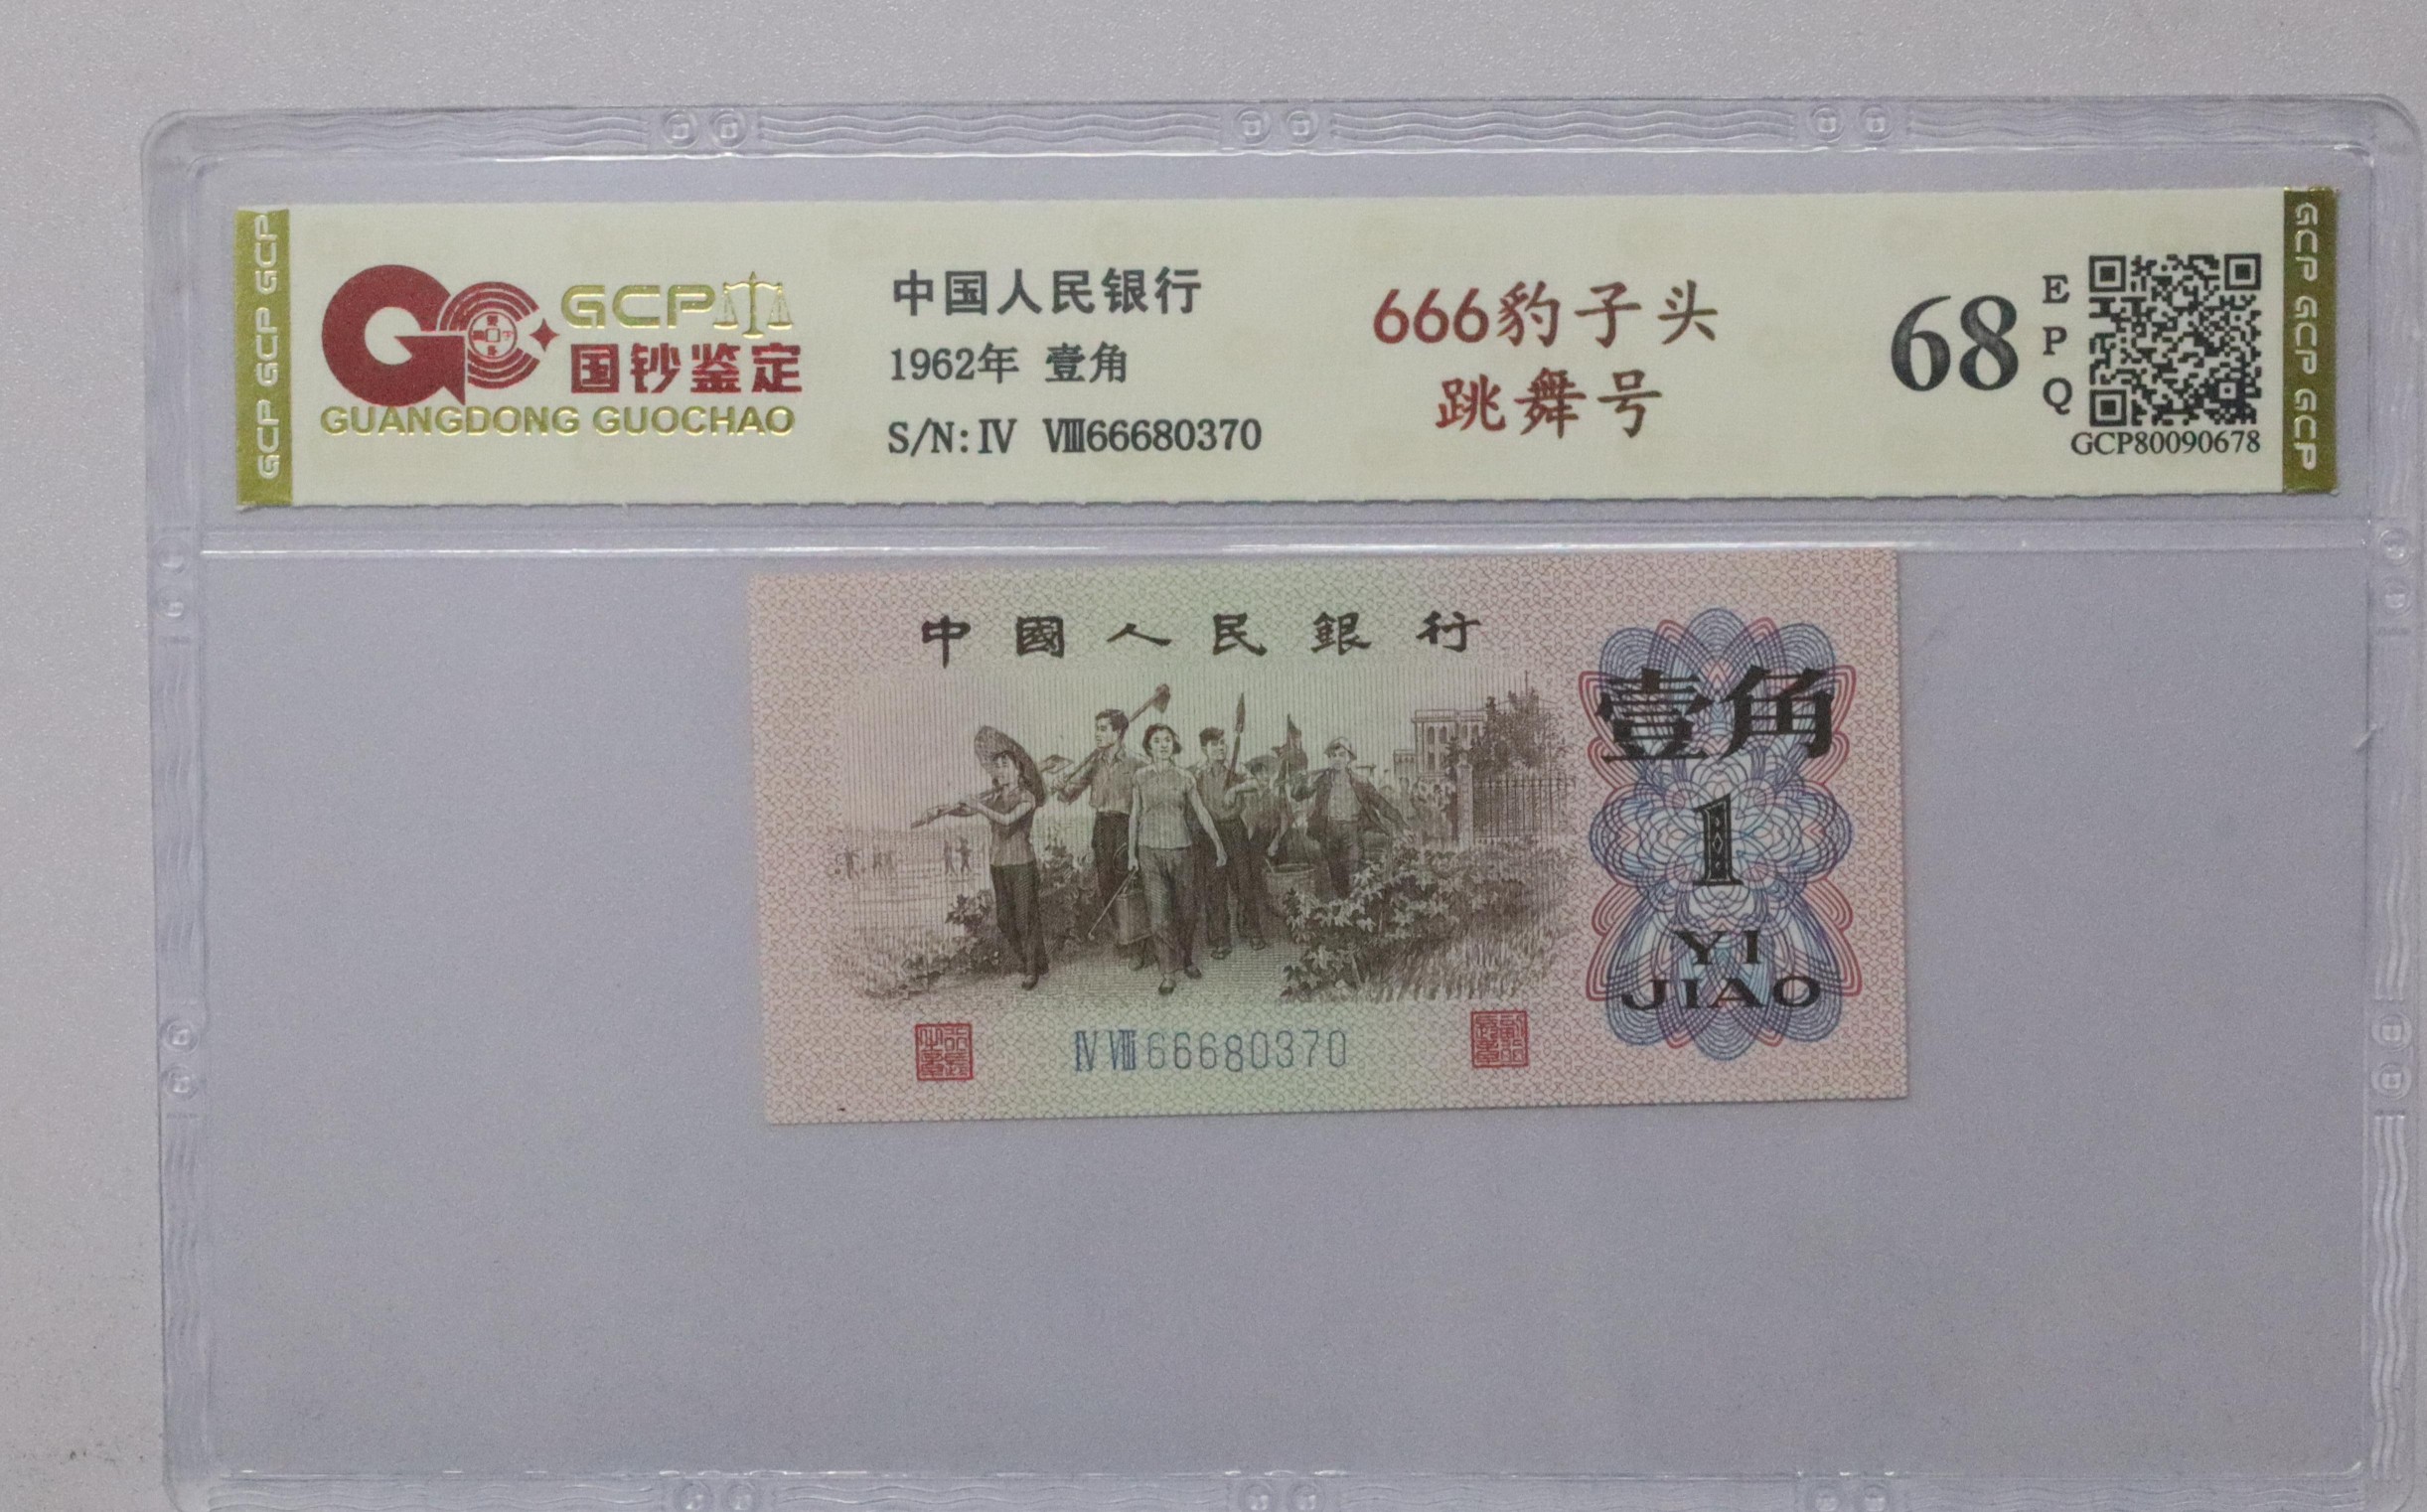 GCP GCP GCP
GCP
国钞鉴定
GUANGDONG GUOCHAO
中国人民银行
1962年 壹角
S/N: IV VIII66680370
666豹子头
跳舞号
68
EPQ
GCP80090678
GCP GCP GCP
中國人民銀行
壹角
1
YI
JIAO
IV VIII 66680370